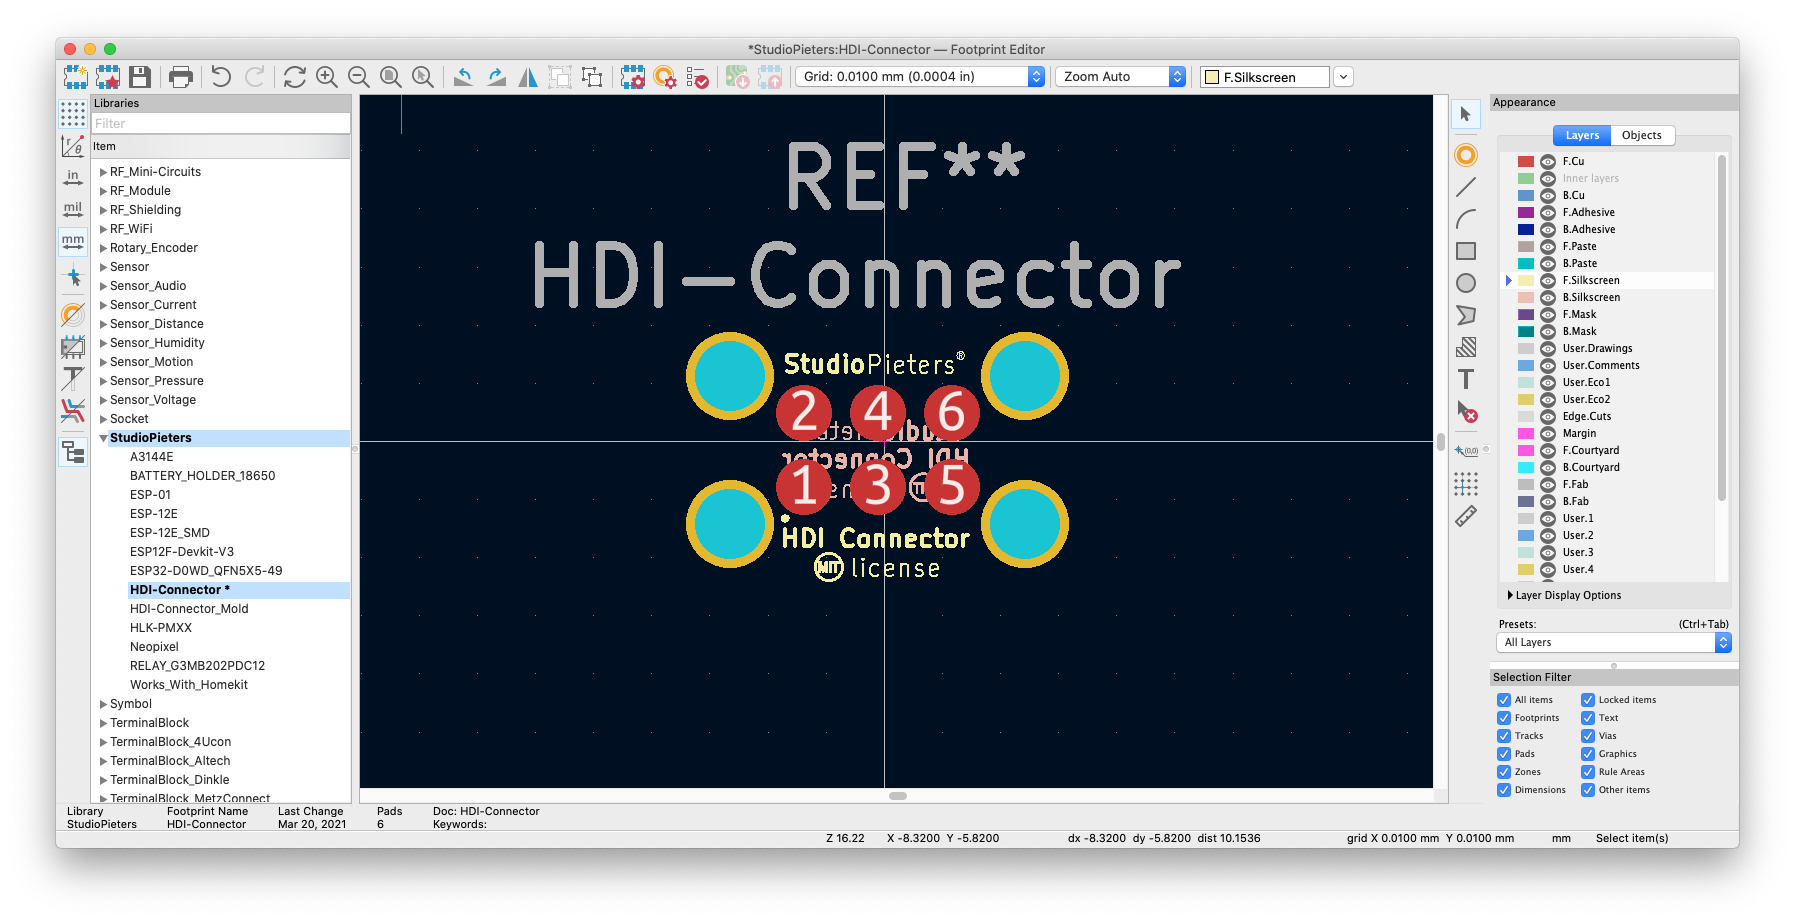 *StudioPieters:HDI-Connector — Footprint Editor
Grid: 0.0100 mm (0.0004 in)
Zoom Auto
F.Silkscreen
Libraries
Filter
Item
RF_Mini-Circuits
RF_Module
RF_Shielding
RF_WiFi
Rotary_Encoder
Sensor
Sensor_Audio
Sensor_Current
Sensor_Distance
Sensor_Humidity
Sensor_Motion
Sensor_Pressure
Sensor_Voltage
Socket
StudioPieters
A3144E
BATTERY_HOLDER_18650
ESP-01
ESP-12E
ESP-12E_SMD
ESP12F-Devkit-V3
ESP32-D0WD_QFN5X5-49
HDI-Connector *
HDI-Connector_Mold
HLK-PMXX
Neopixel
RELAY_G3MB202PDC12
Works_With_Homekit
Symbol
TerminalBlock
TerminalBlock_4Ucon
TerminalBlock_Altech
TerminalBlock_Dinkle
TerminalBlock_MetzConnect
in
mil
mm
REF**
HDI-Connector
StudioPieters®
2 4 6
HDI Connector
1 3 5
HDI Connector
MIT license
(0,0)
Appearance
Layers Objects
F.Cu
Inner layers
B.Cu
F.Adhesive
B.Adhesive
F.Paste
B.Paste
F.Silkscreen
B.Silkscreen
F.Mask
B.Mask
User.Drawings
User.Comments
User.Eco1
User.Eco2
Edge.Cuts
Margin
F.Courtyard
B.Courtyard
F.Fab
B.Fab
User.1
User.2
User.3
User.4
Layer Display Options
Presets: (Ctrl+Tab)
All Layers
Selection Filter
All items Locked items
Footprints Text
Tracks Vias
Pads Graphics
Zones Rule Areas
Dimensions Other items
Library Footprint Name Last Change Pads Doc: HDI-Connector
StudioPieters HDI-Connector Mar 20, 2021 6 Keywords:
Z 16.22 X -8.3200 Y -5.8200 dx -8.3200 dy -5.8200 dist 10.1536 grid X 0.0100 mm Y 0.0100 mm mm Select item(s)